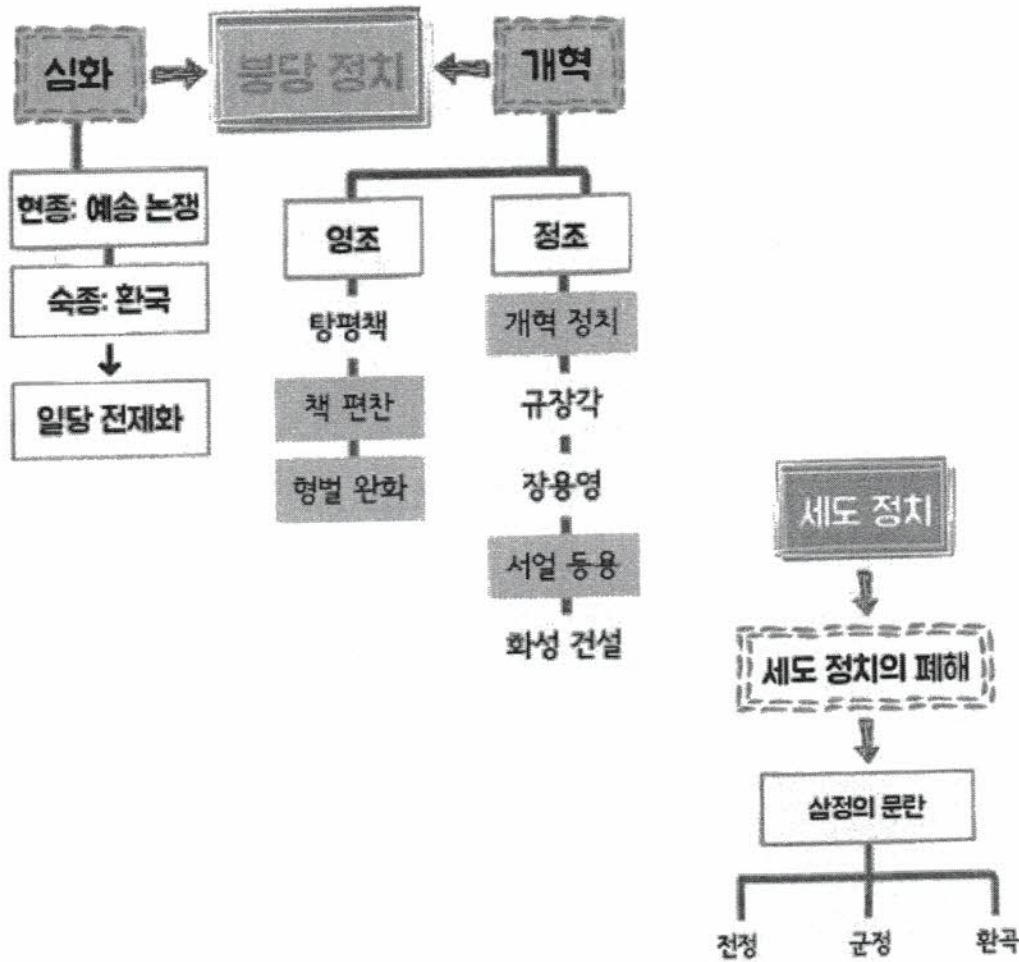 심화
붕당 정치
개혁
현종: 예송 논쟁
숙종: 환국
일당 전제화
영조
탕평책
책 편찬
형벌 완화
정조
개혁 정치
규장각
장용영
서얼 등용
화성 건설
세도 정치
세도 정치의 폐해
삼정의 문란
전정
군정
환곡